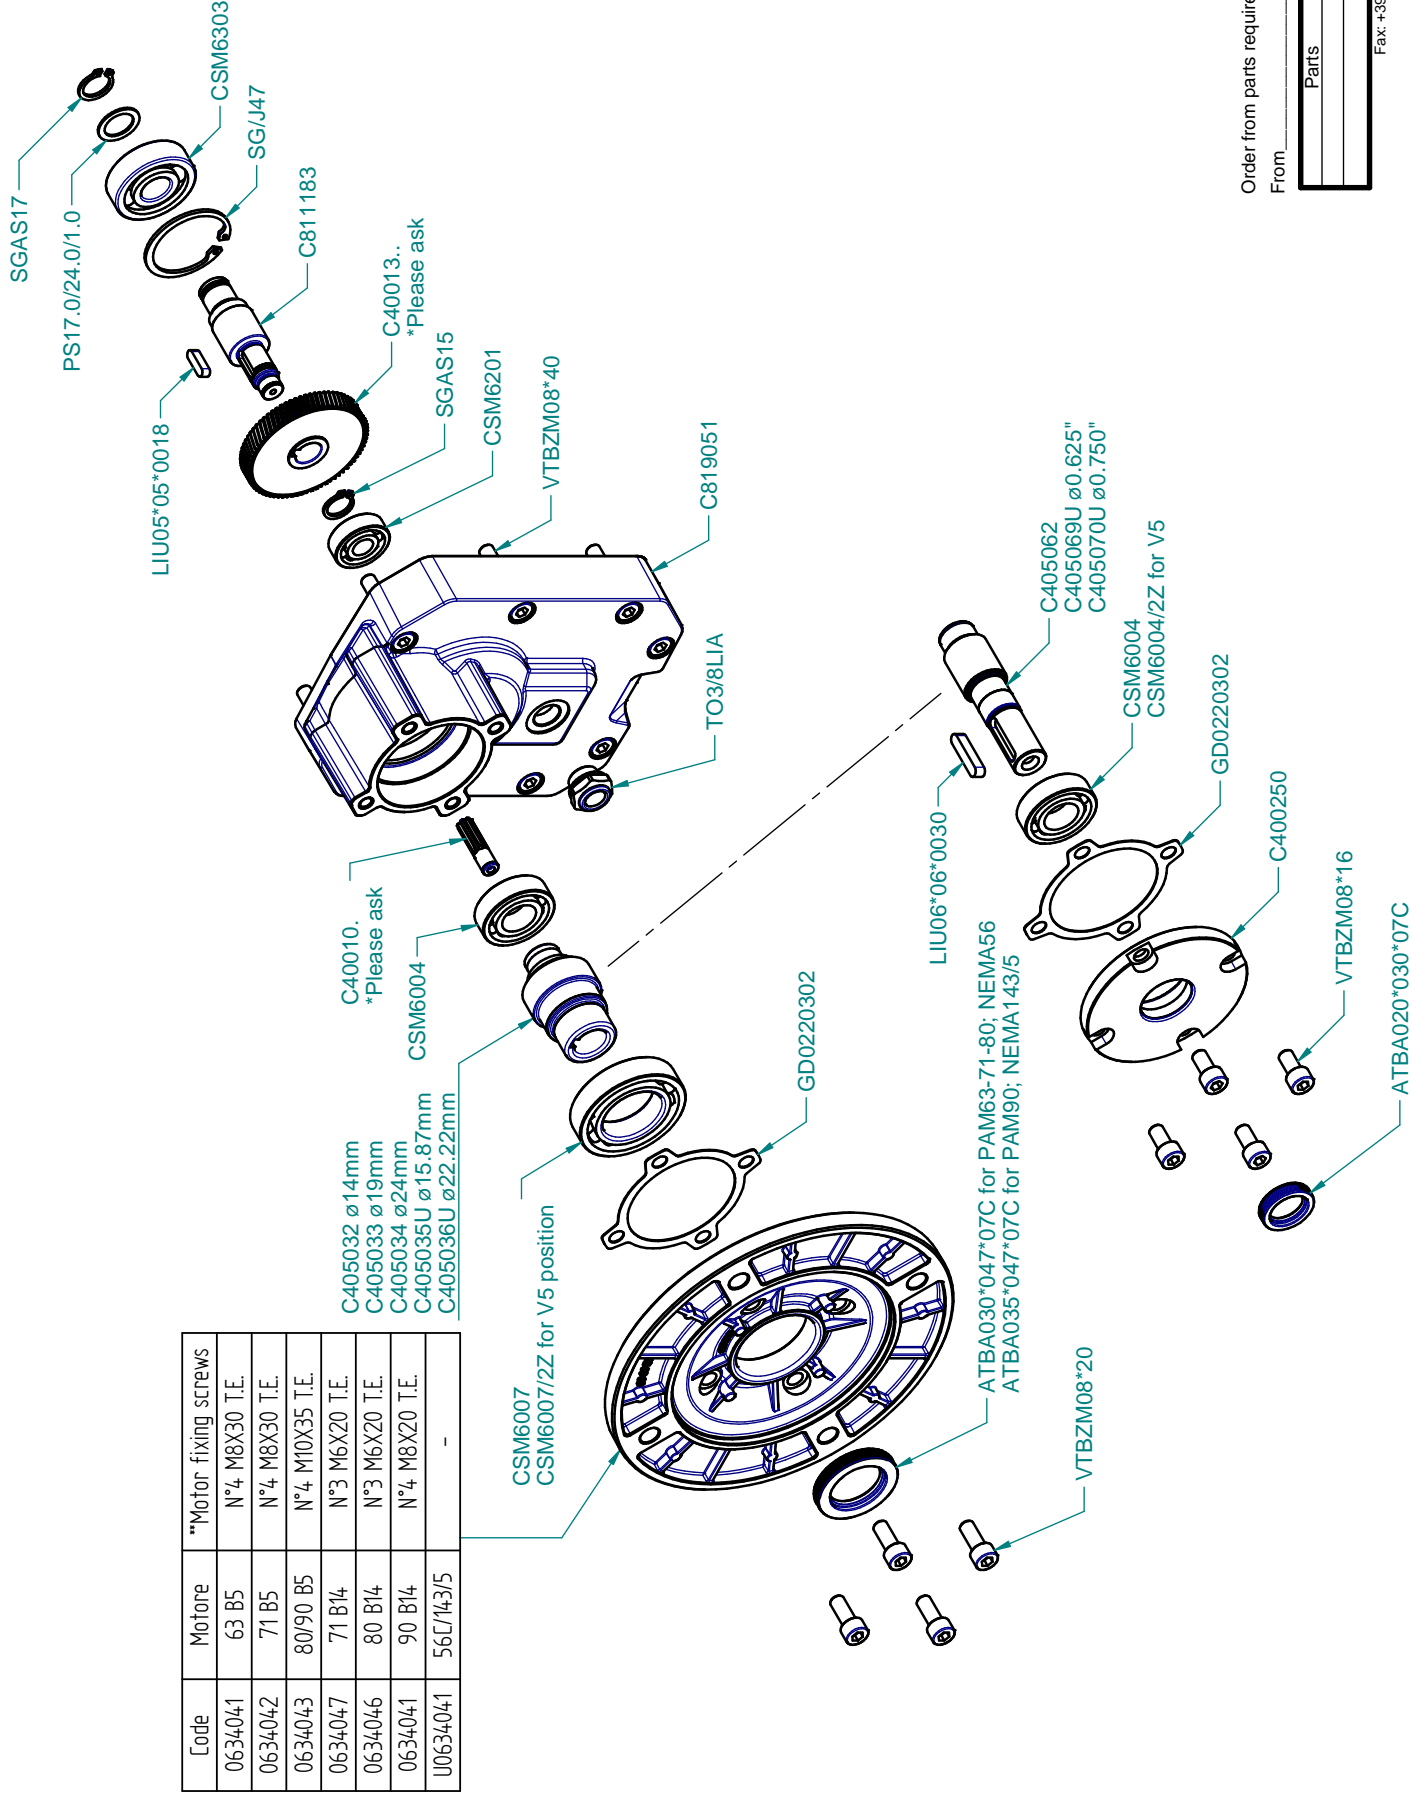 SGAS17
PS17.0/24.0/1.0
CSM6303
SG/J47
C811183
LIU05*05*0018
C40013..
*Please ask
SGAS15
CSM6201
VTBZM08*40
C819051
TO3/8LIA
C40010.
*Please ask
CSM6004
C405032 ø14mm
C405033 ø19mm
C405034 ø24mm
C405035U ø15.87mm
C405036U ø22.22mm
CSM6007
CSM6007/2Z for V5 position
GD0220302
ATBA030*047*07C for PAM63-71-80; NEMA56
ATBA035*047*07C for PAM90; NEMA143/5
VTBZM08*20
C405062
C405069U ø0.625"
C405070U ø0.750"
CSM6004
CSM6004/2Z for V5
LIU06*06*0030
GD0220302
C400250
VTBZM08*16
ATBA020*030*07C
Code Motore **Motor fixing screws
0634041 63 B5 N°4 M8X30 T.E.
0634042 71 B5 N°4 M8X30 T.E.
0634043 80/90 B5 N°4 M10X35 T.E.
0634047 71 B14 N°3 M6X20 T.E.
0634046 80 B14 N°3 M6X20 T.E.
0634041 90 B14 N°4 M8X20 T.E.
U0634041 56C/143/5 -
Order from parts require
From
Parts
Fax: +39